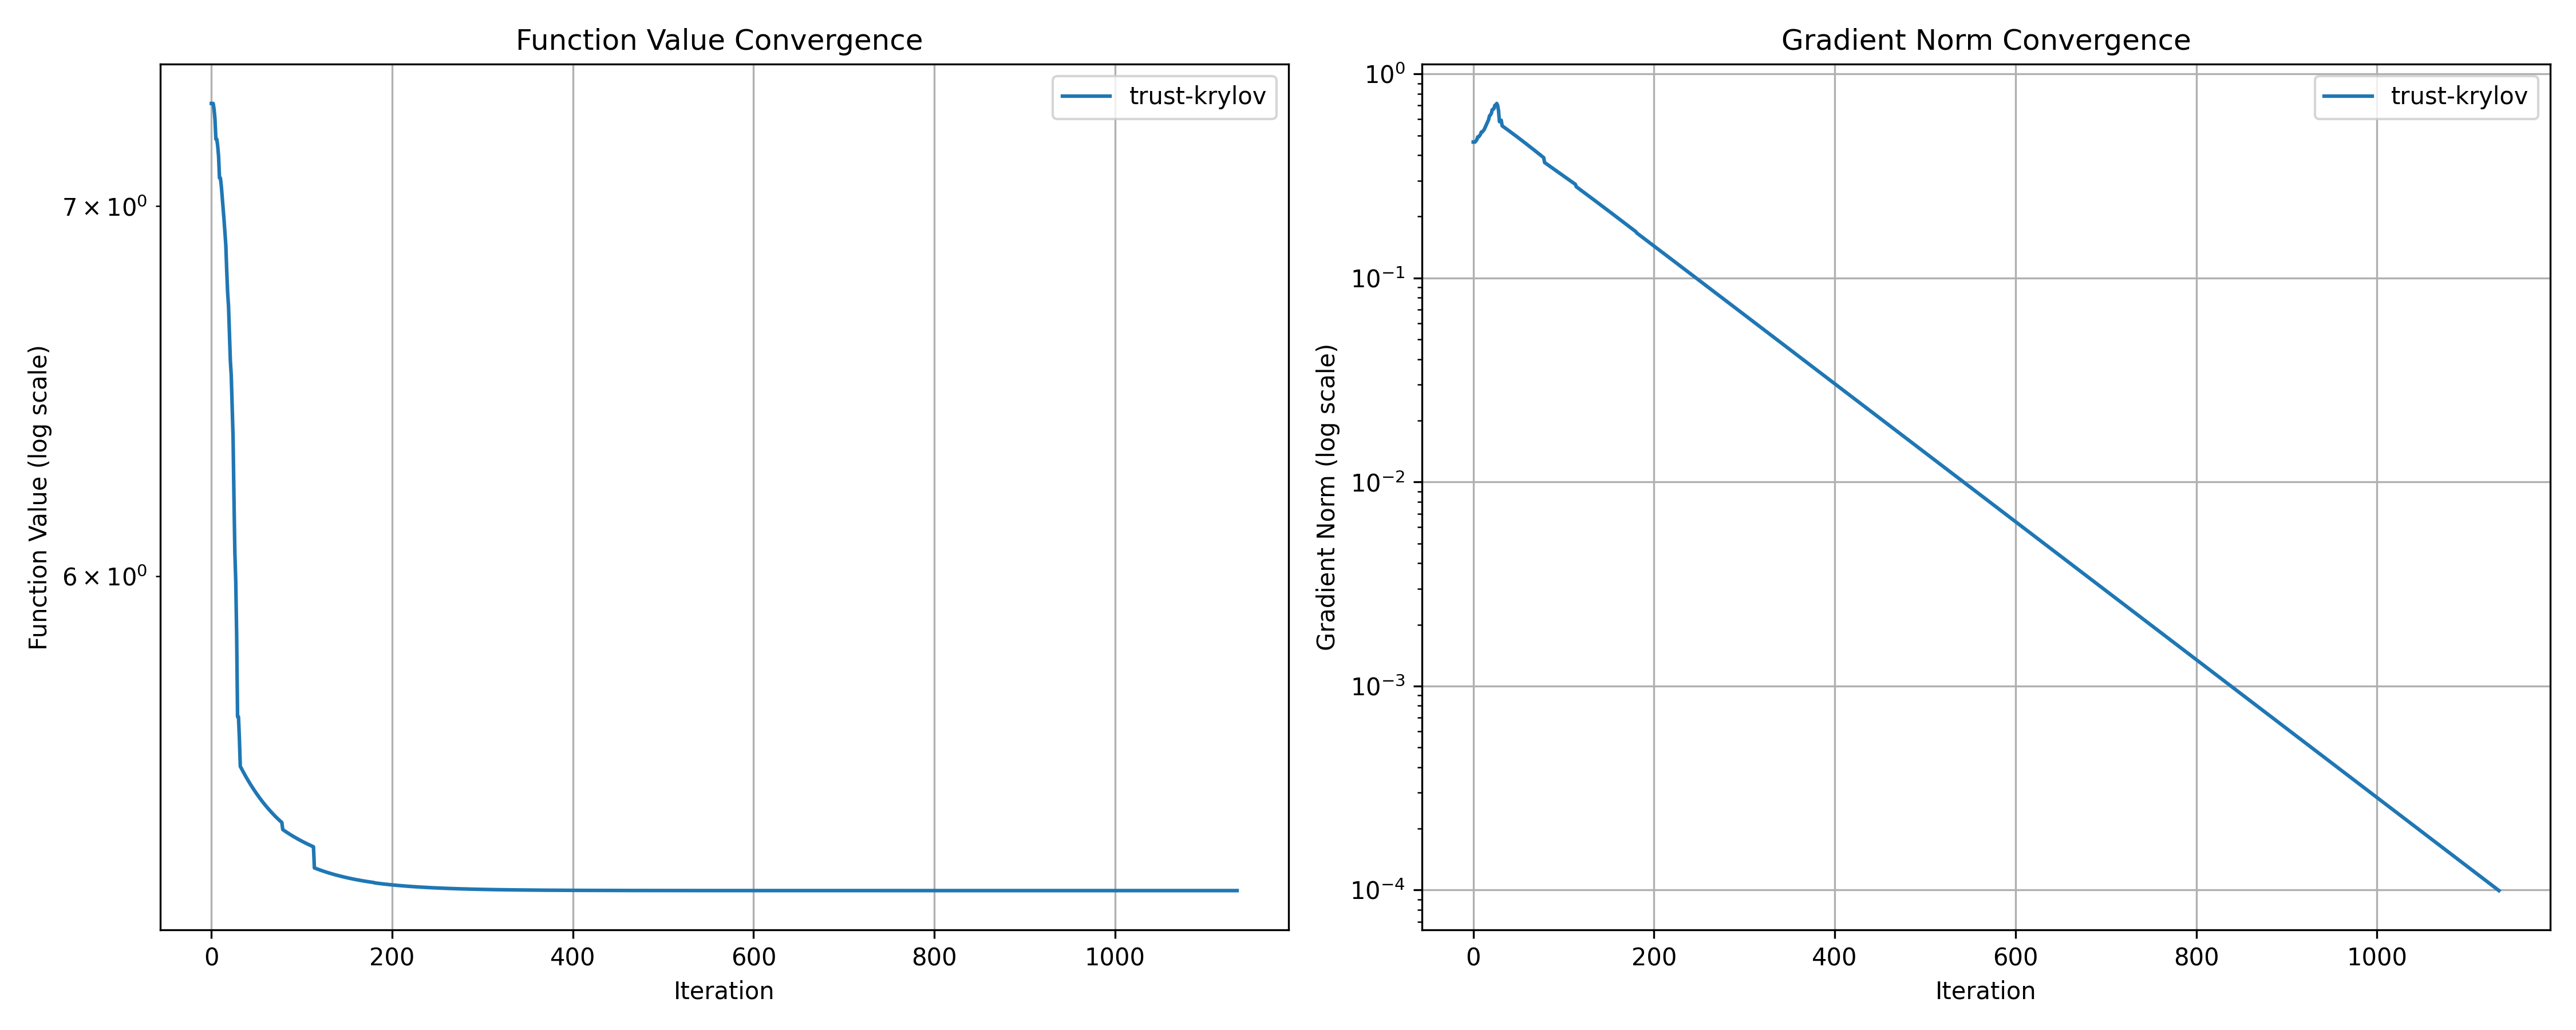 Function Value Convergence
trust-krylov
Function Value (log scale)
7 × 10⁰
6 × 10⁰
0 200 400 600 800 1000
Iteration
Gradient Norm Convergence
trust-krylov
Gradient Norm (log scale)
10⁰
10⁻¹
10⁻²
10⁻³
10⁻⁴
0 200 400 600 800 1000
Iteration